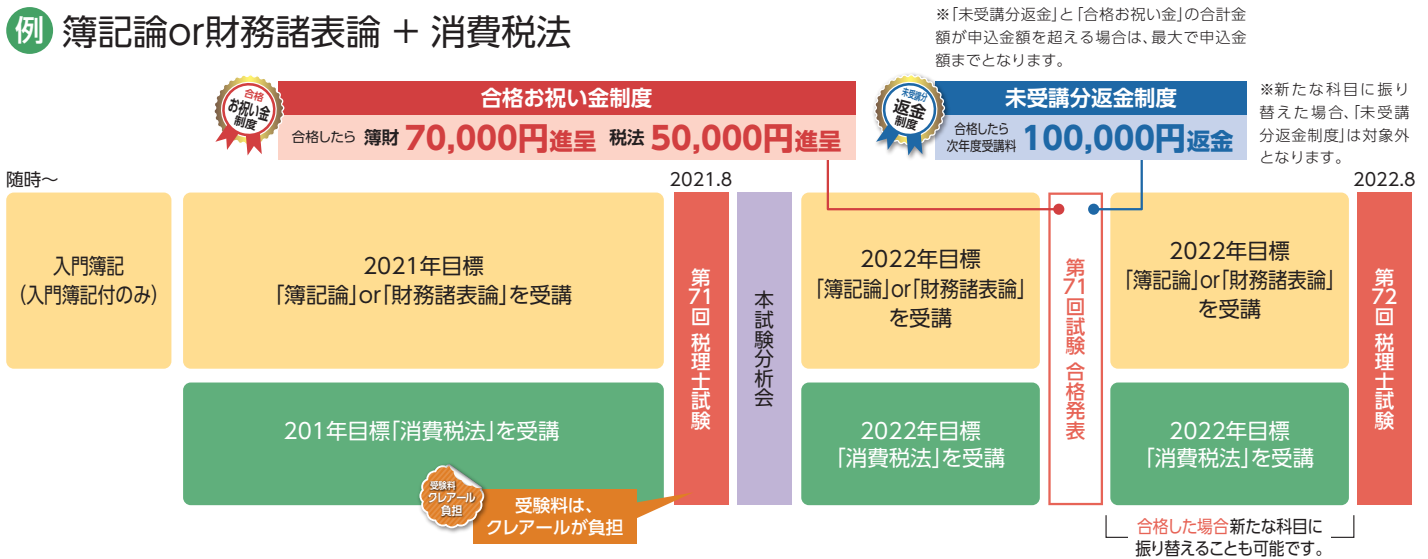 例 簿記論or財務諸表論 + 消費税法
※「未受講分返金」と「合格お祝い金」の合計金
額が申込金額を超える場合は、最大で申込金
額までとなります。
合格
お祝い金
制度
合格お祝い金制度
合格したら 簿財 70,000円進呈 税法 50,000円進呈
未受講分
返金
制度
未受講分返金制度
合格したら
次年度受講料 100,000円返金
※新たな科目に振り
替えた場合、「未受講
分返金制度」は対象外
となります。
随時~
2021.8
2022.8
入門簿記
(入門簿記付のみ)
2021年目標
「簿記論」or「財務諸表論」を受講
第71回 税理士試験
本試験分析会
2022年目標
「簿記論」or「財務諸表論」
を受講
第71回試験 合格発表
2022年目標
「簿記論」or「財務諸表論」
を受講
第72回 税理士試験
201年目標「消費税法」を受講
2022年目標
「消費税法」を受講
2022年目標
「消費税法」を受講
受験料
クレアール
負担
受験料は、
クレアールが負担
合格した場合新たな科目に
振り替えることも可能です。